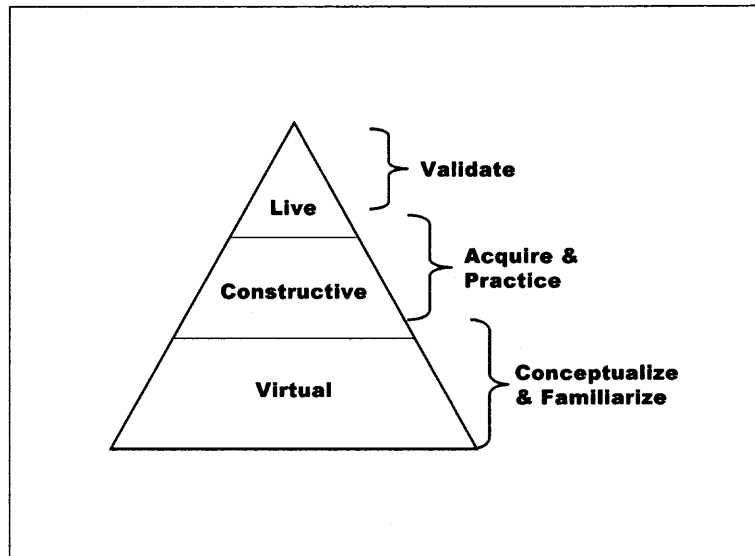 Validate
Live
Acquire &
Practice
Constructive
Conceptualize
& Familiarize
Virtual